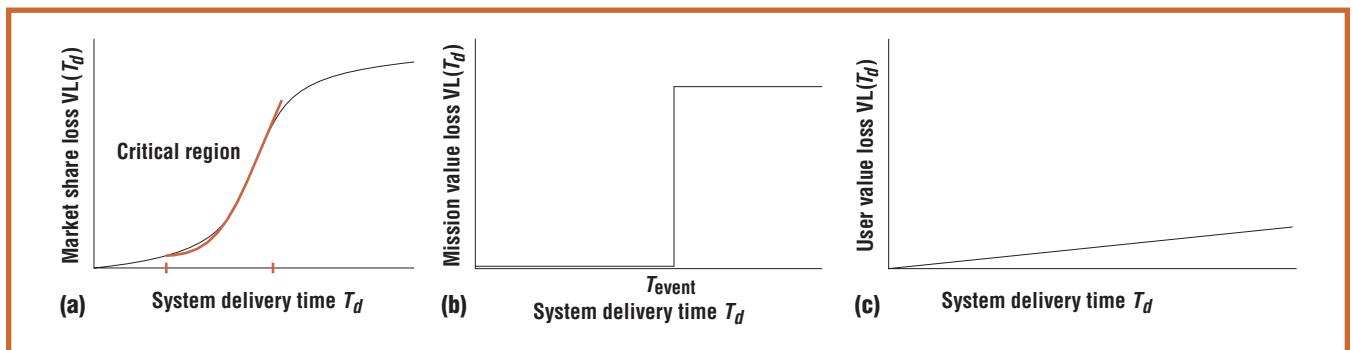 Market share loss VL(Td)
Critical region
(a)
System delivery time Td
Mission value loss VL(Td)
Tevent
(b)
System delivery time Td
User value loss VL(Td)
(c)
System delivery time Td